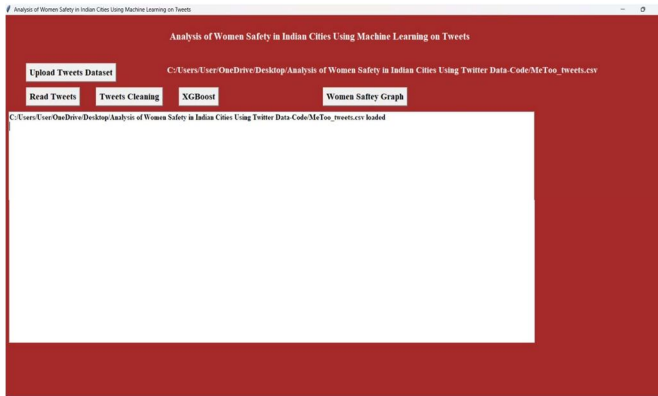 Analysis of Women Safety in Indian Cities Using Machine Learning on Tweets
Analysis of Women Safety in Indian Cities Using Machine Learning on Tweets
Upload Tweets Dataset
C:/Users/User/OneDrive/Desktop/Analysis of Women Safety in Indian Cities Using Twitter Data-Code/MeToo_tweets.csv
Read Tweets Tweets Cleaning XGBoost Women Saftey Graph
C:/Users/User/OneDrive/Desktop/Analysis of Women Safety in Indian Cities Using Twitter Data-Code/MeToo_tweets.csv loaded